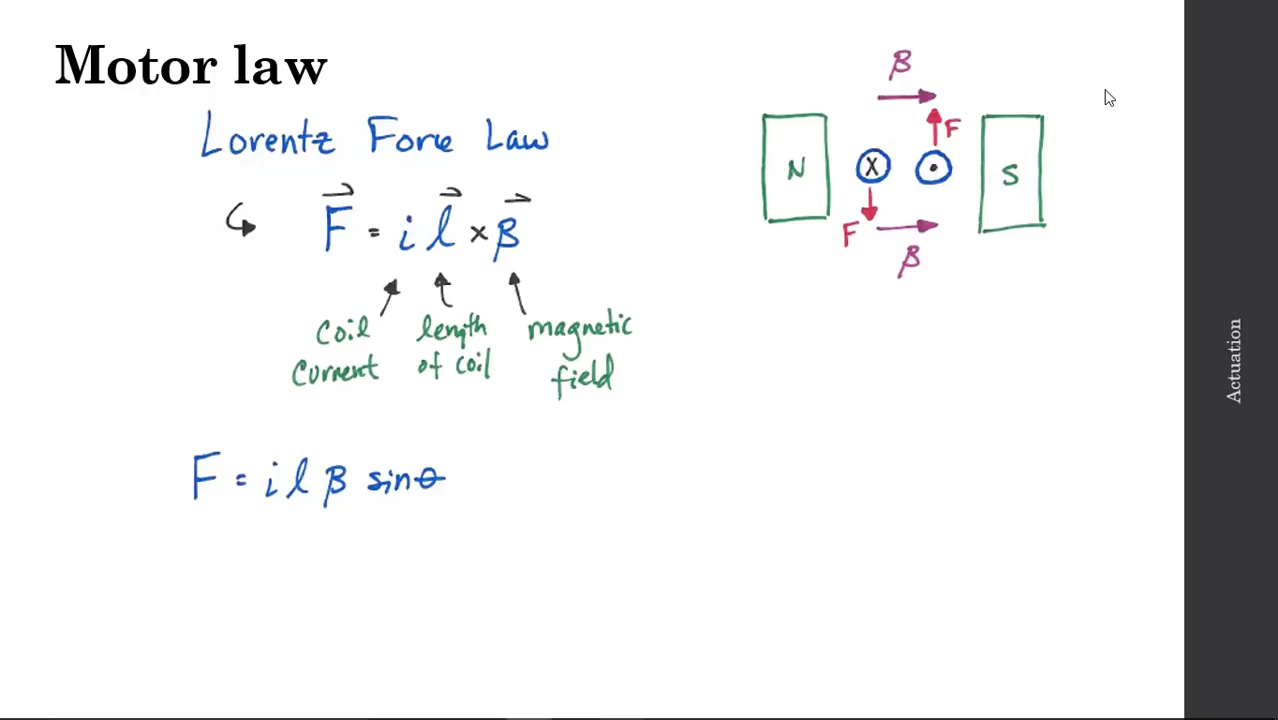 Motor law
Lorentz Force Law
↳ F⃗ = i l⃗ × β⃗
coil current
length of coil
magnetic field
F = i l β sinθ
β
N
X
F
S
F
β
Actuation